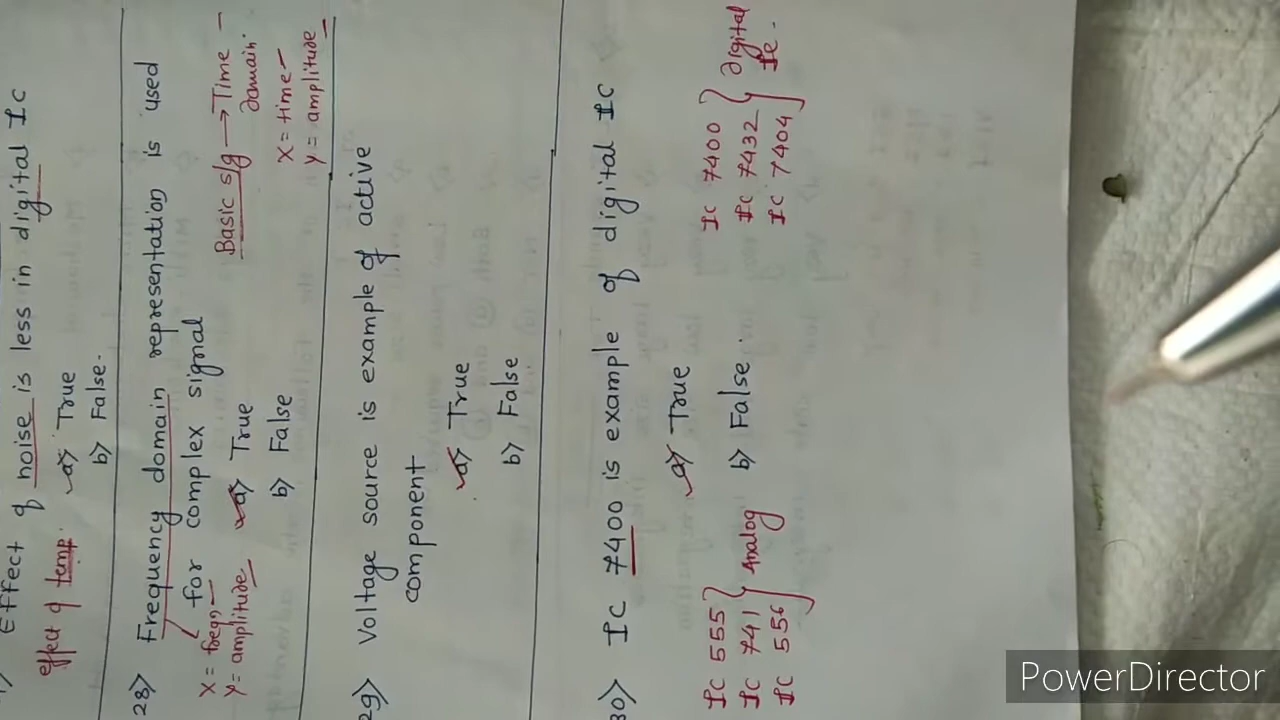 Effect of noise is less in digital Ic
effect of temp.
a) True
b) False.
28) Frequency domain representation is used
for complex signal
X = freqn
y = amplitude
a) True
b) False
Basic s/g → Time -
domain.
X = time
y = amplitude
29) Voltage source is example of active
component
a) True
b) False
30) Ic 7400 is example of digital Ic
a) True
b) False.
Ic 555
Ic 741
Ic 556
Analog
Ic 7400
Ic 7432
Ic 7404
Digital
Ic.
PowerDirector